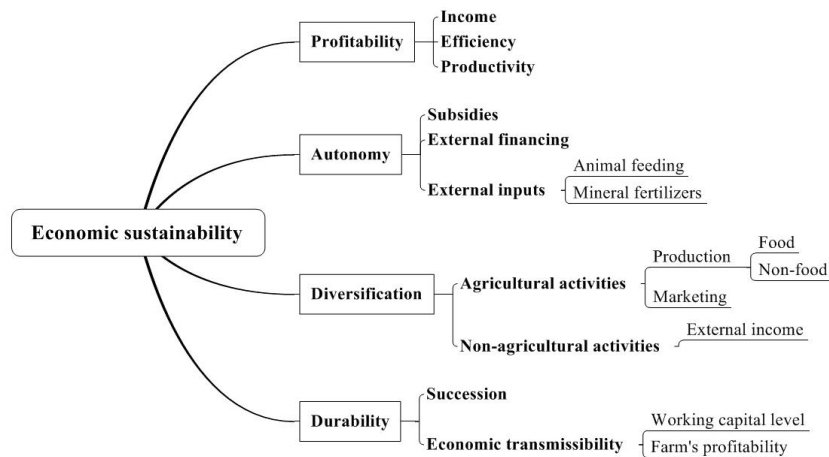 Economic sustainability
Profitability
Income
Efficiency
Productivity
Autonomy
Subsidies
External financing
External inputs
Animal feeding
Mineral fertilizers
Diversification
Agricultural activities
Production
Food
Non-food
Marketing
Non-agricultural activities
External income
Durability
Succession
Economic transmissibility
Working capital level
Farm's profitability